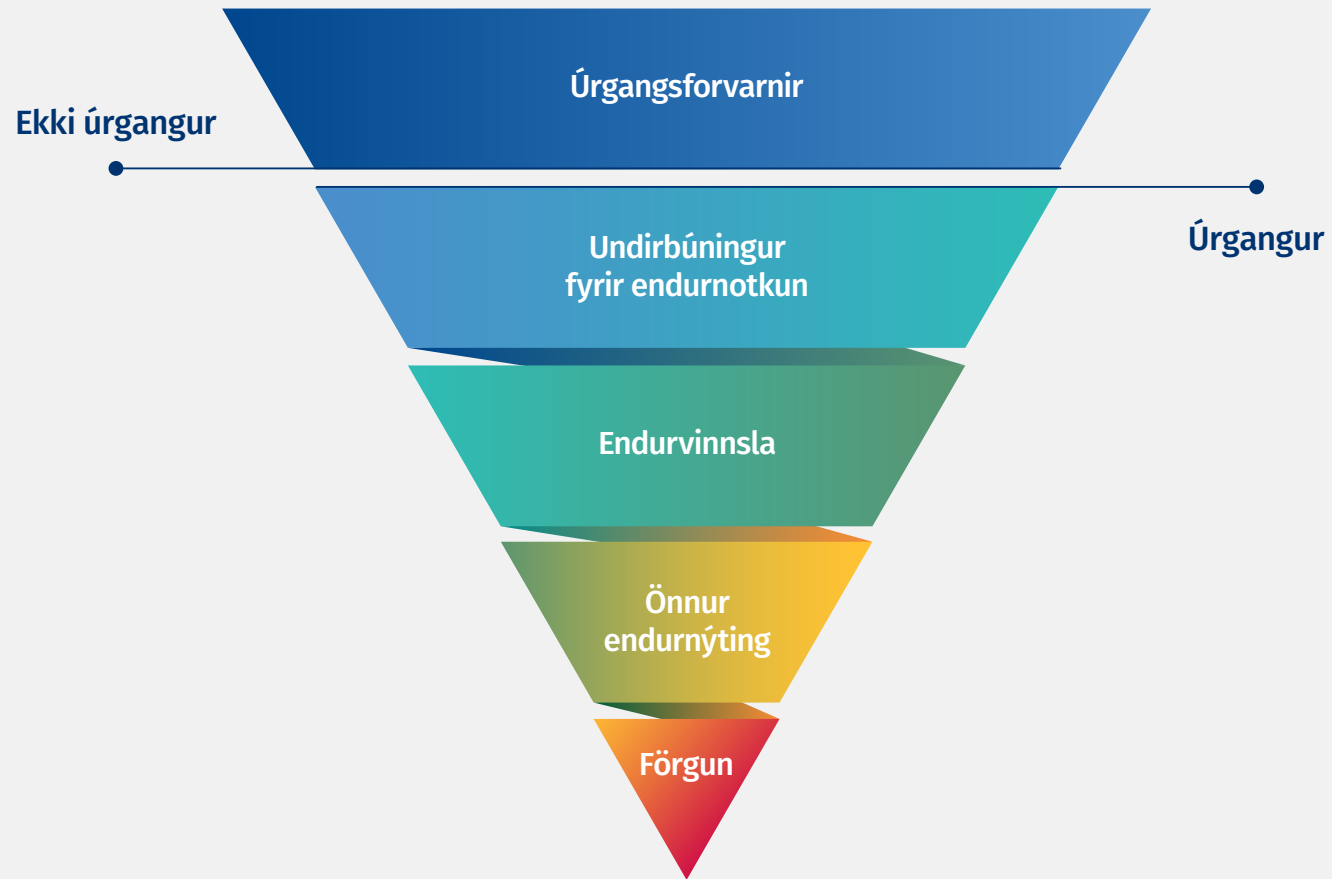 Úrgangsforvarnir
Ekki úrgangur
Undirbúningur
fyrir endurnotkun
Úrgangur
Endurvinnsla
Önnur
endurnýting
Förgun